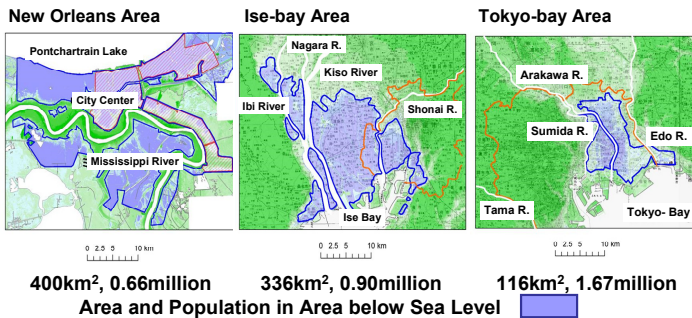 New Orleans Area
Pontchartrain Lake
City Center
Mississippi River
0 2.5 5 10 km
400km², 0.66million
Ise-bay Area
Nagara R.
Kiso River
Ibi River
Shonai R.
Ise Bay
0 2.5 5 10 km
336km², 0.90million
Tokyo-bay Area
Arakawa R.
Sumida R.
Edo R.
Tama R.
Tokyo- Bay
0 2.5 5 10 km
116km², 1.67million
Area and Population in Area below Sea Level